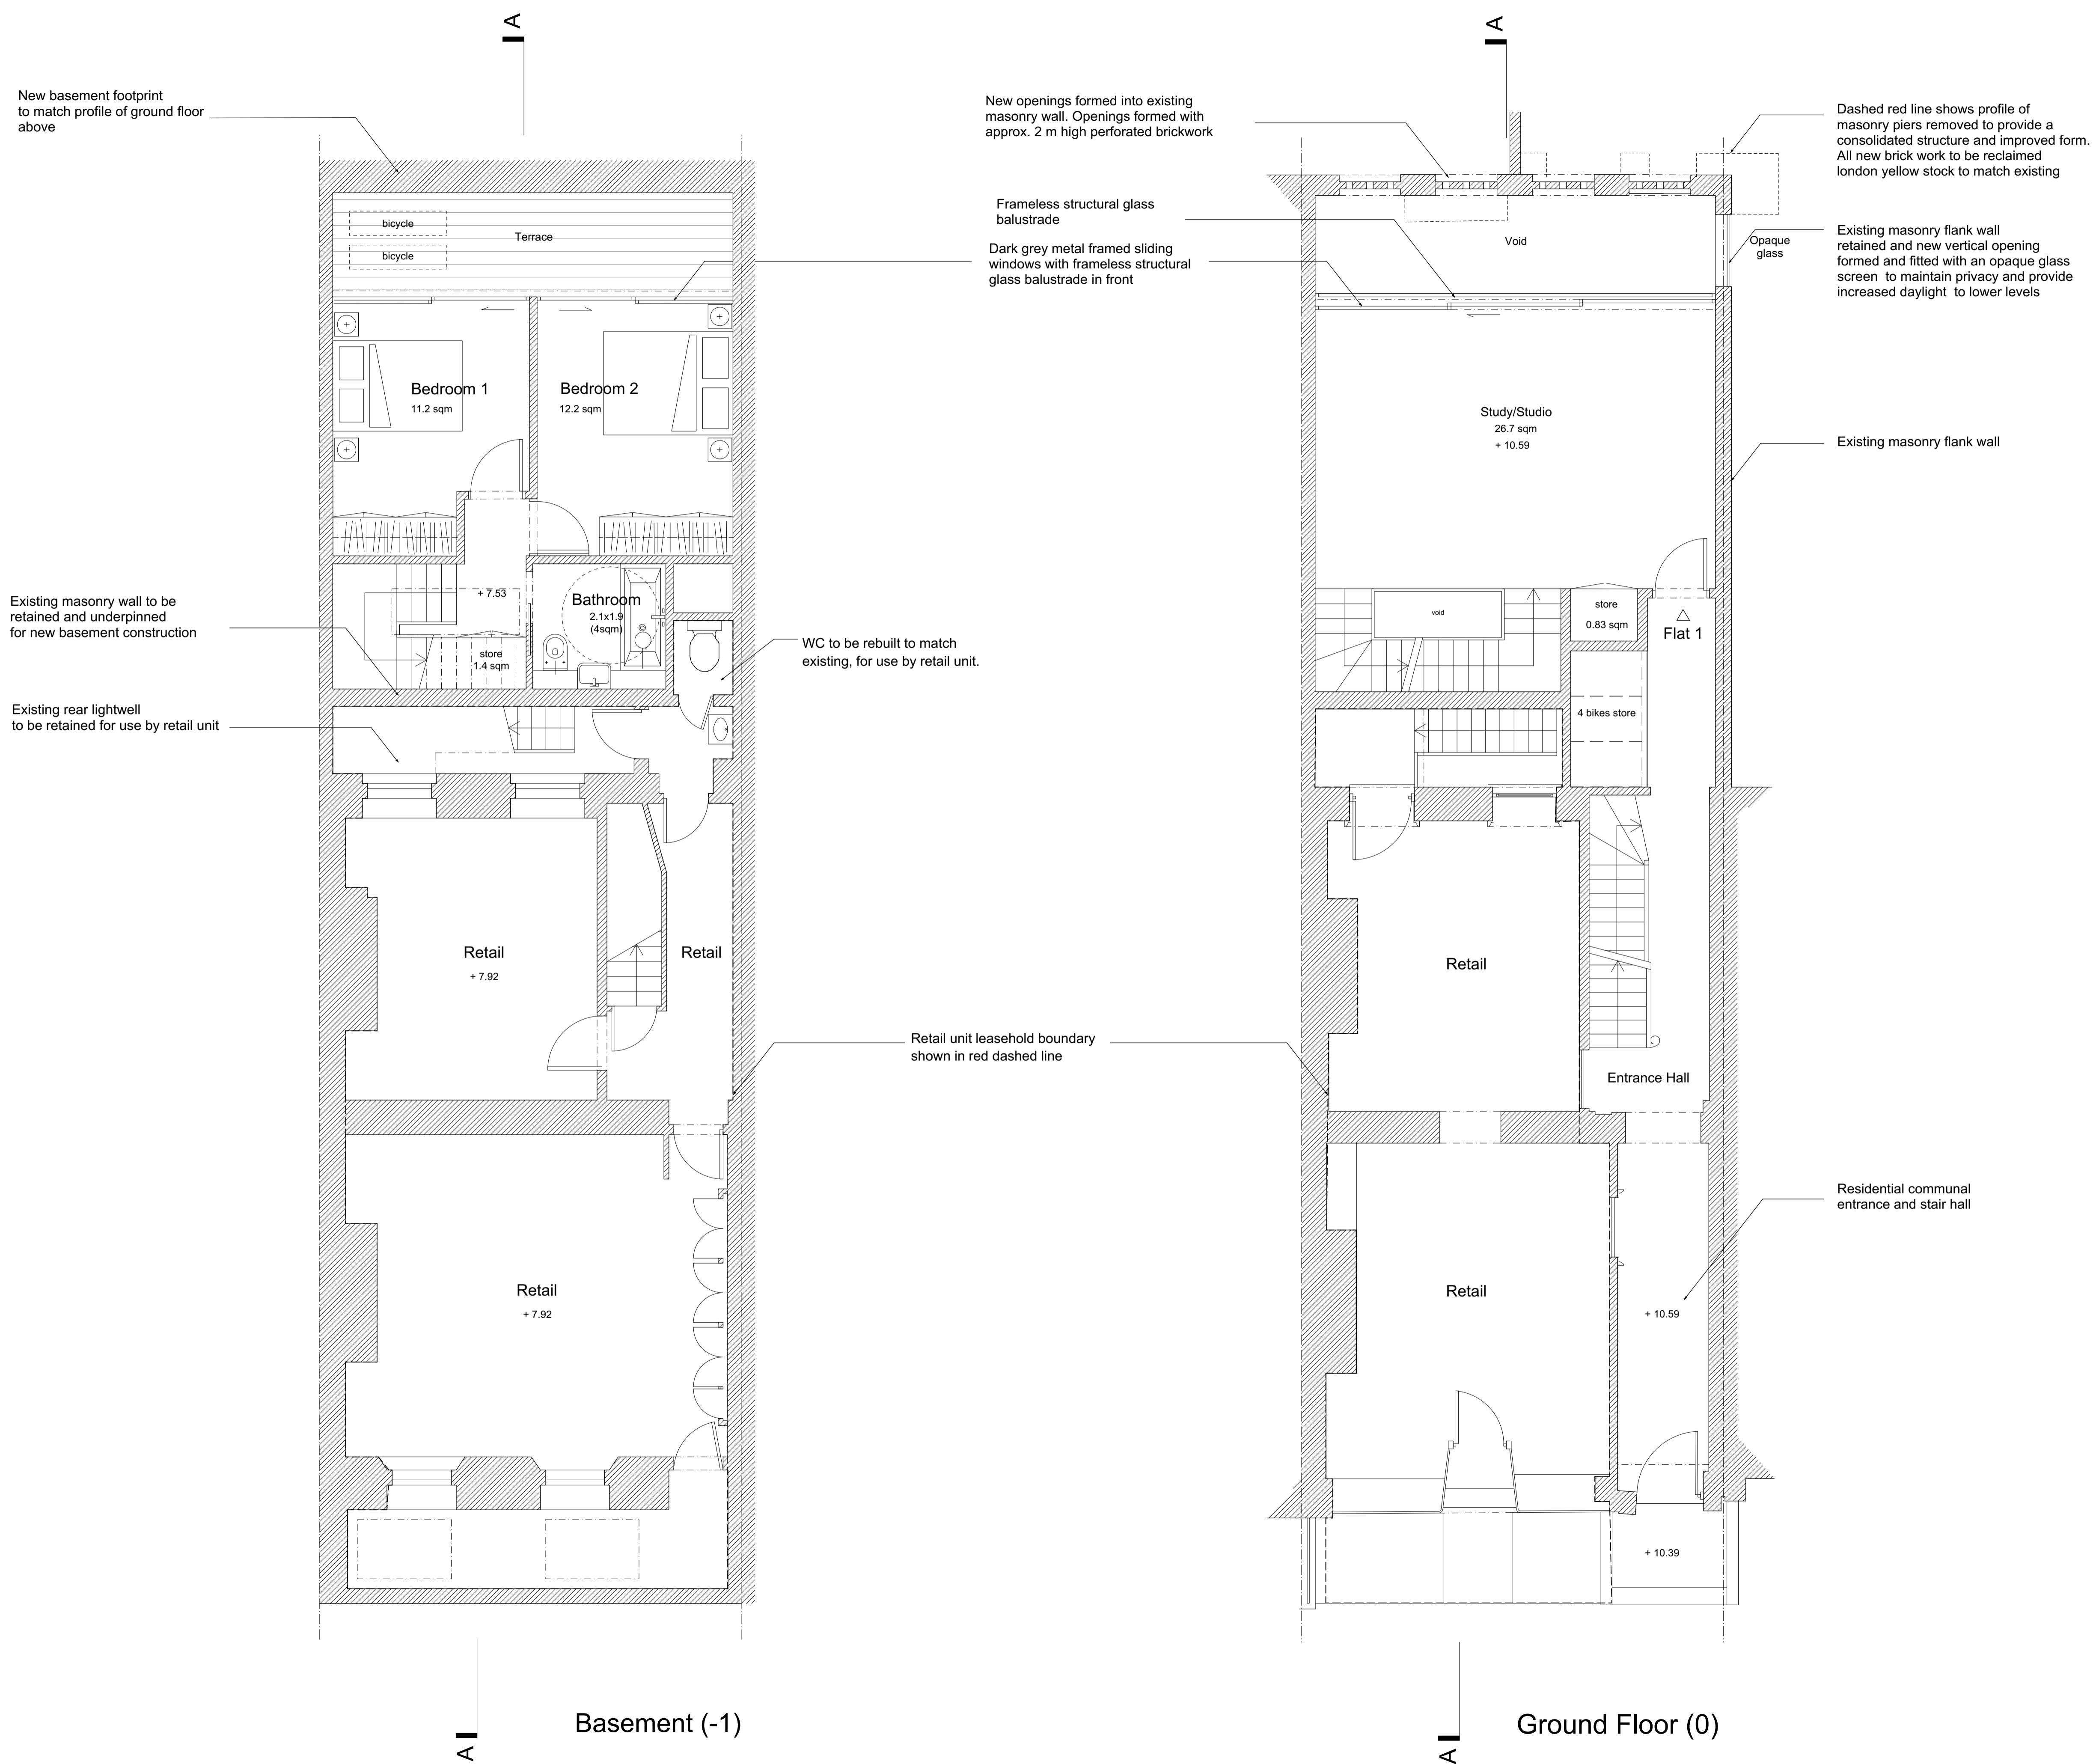 A
A
New basement footprint
to match profile of ground floor
above
New openings formed into existing
masonry wall. Openings formed with
approx. 2 m high perforated brickwork
Dashed red line shows profile of
masonry piers removed to provide a
consolidated structure and improved form.
All new brick work to be reclaimed
london yellow stock to match existing
Frameless structural glass
balustrade
Dark grey metal framed sliding
windows with frameless structural
glass balustrade in front
Existing masonry flank wall
retained and new vertical opening
formed and fitted with an opaque glass
screen to maintain privacy and provide
increased daylight to lower levels
bicycle
Terrace
bicycle
Void
Opaque
glass
Bedroom 1
11.2 sqm
Bedroom 2
12.2 sqm
Study/Studio
26.7 sqm
+ 10.59
Existing masonry flank wall
Existing masonry wall to be
retained and underpinned
for new basement construction
+ 7.53
Bathroom
2.1x1.9
(4sqm)
store
1.4 sqm
void
store
0.83 sqm
Flat 1
WC to be rebuilt to match
existing, for use by retail unit.
Existing rear lightwell
to be retained for use by retail unit
4 bikes store
Retail
+ 7.92
Retail
Retail
Retail unit leasehold boundary
shown in red dashed line
Entrance Hall
Residential communal
entrance and stair hall
Retail
+ 7.92
Retail
+ 10.59
+ 10.39
Basement (-1)
Ground Floor (0)
A
A